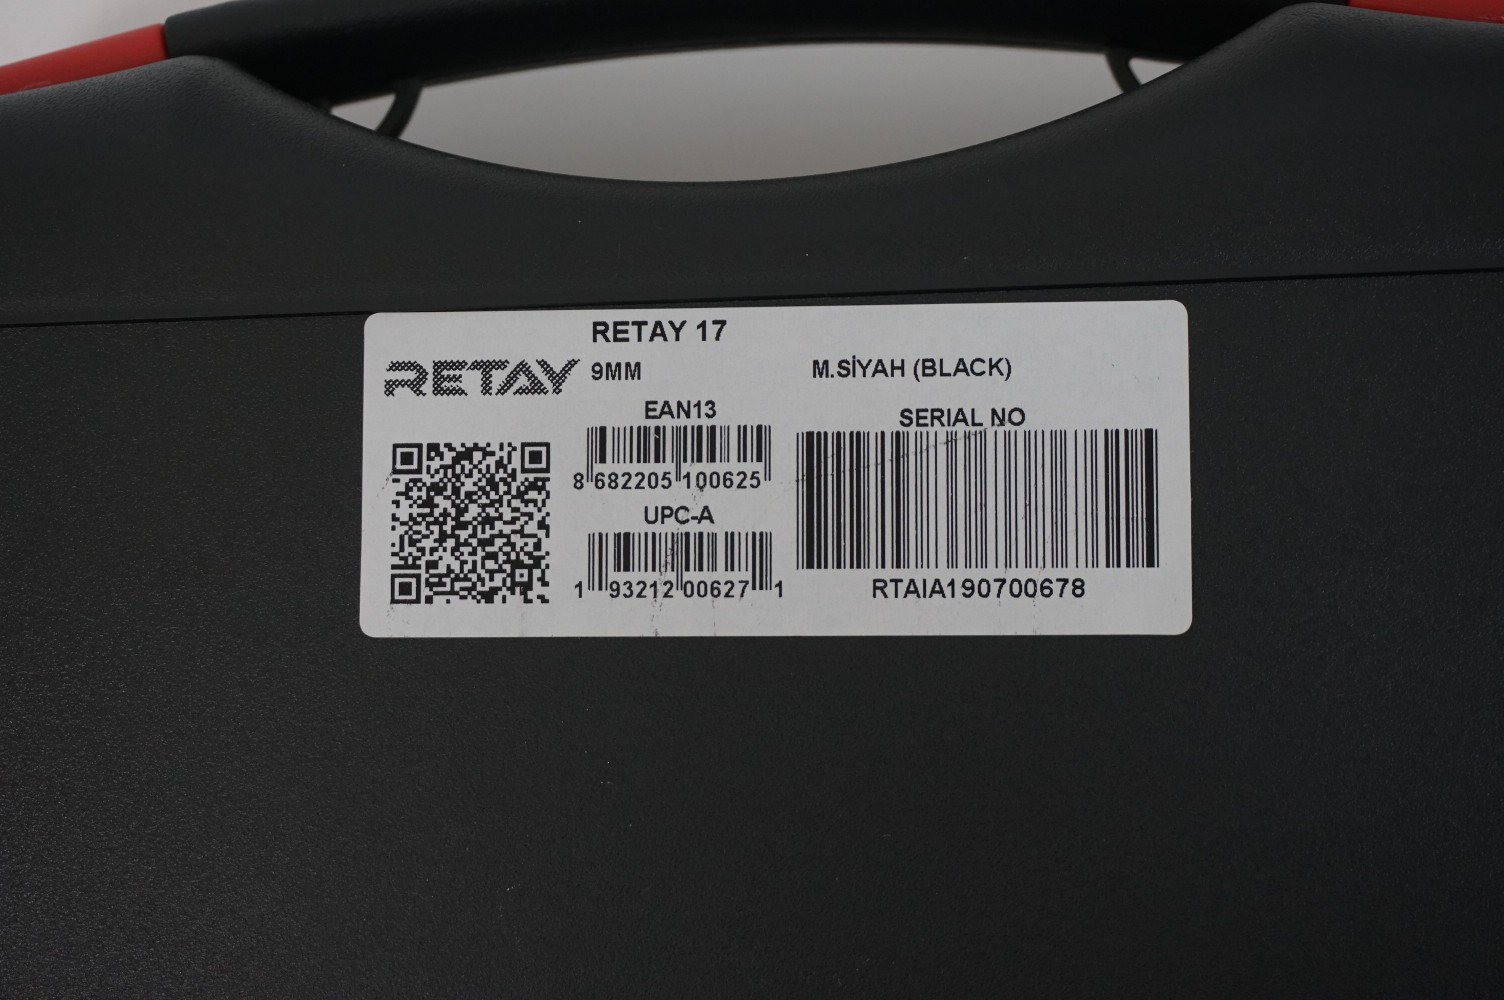 RETAY 17
RETAY 9MM M.SİYAH (BLACK)
EAN13
SERIAL NO
8 682205 100625
UPC-A
1 93212 00627 1
RTAIA190700678